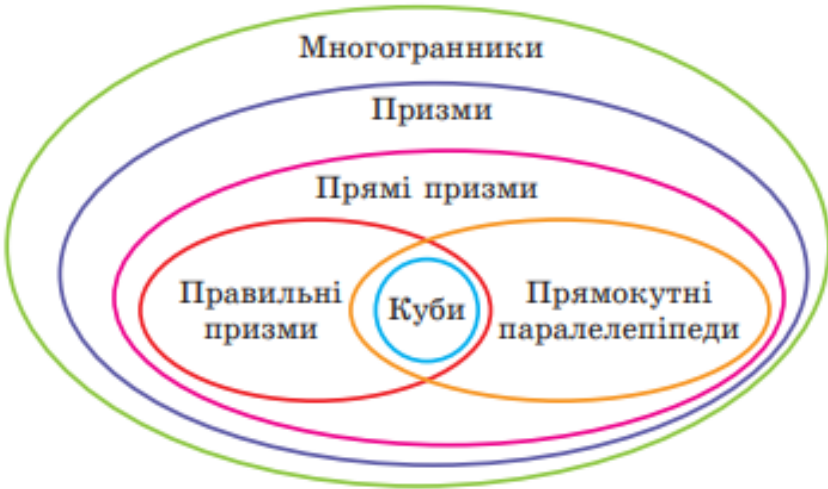 Многогранники
Призми
Прямі призми
Правильні
призми
Куби
Прямокутні
паралелепіпеди